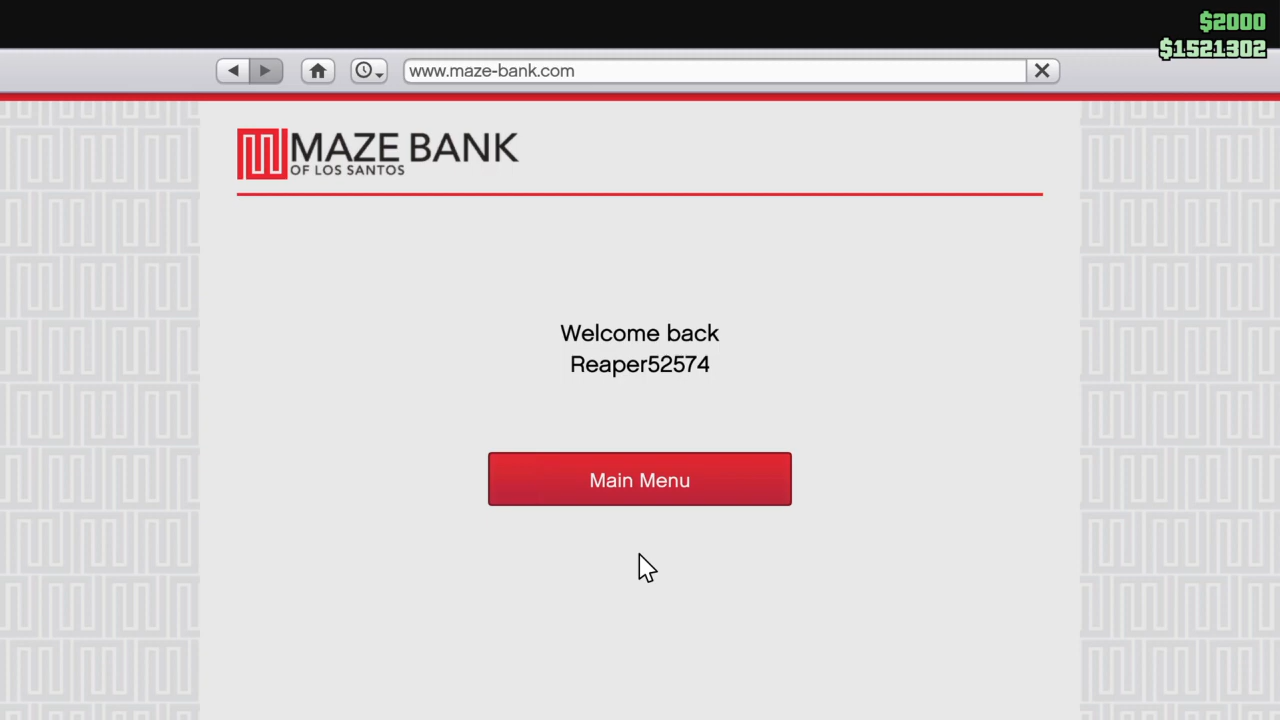 $2000
$1521302
www.maze-bank.com
MAZE BANK
OF LOS SANTOS
Welcome back
Reaper52574
Main Menu